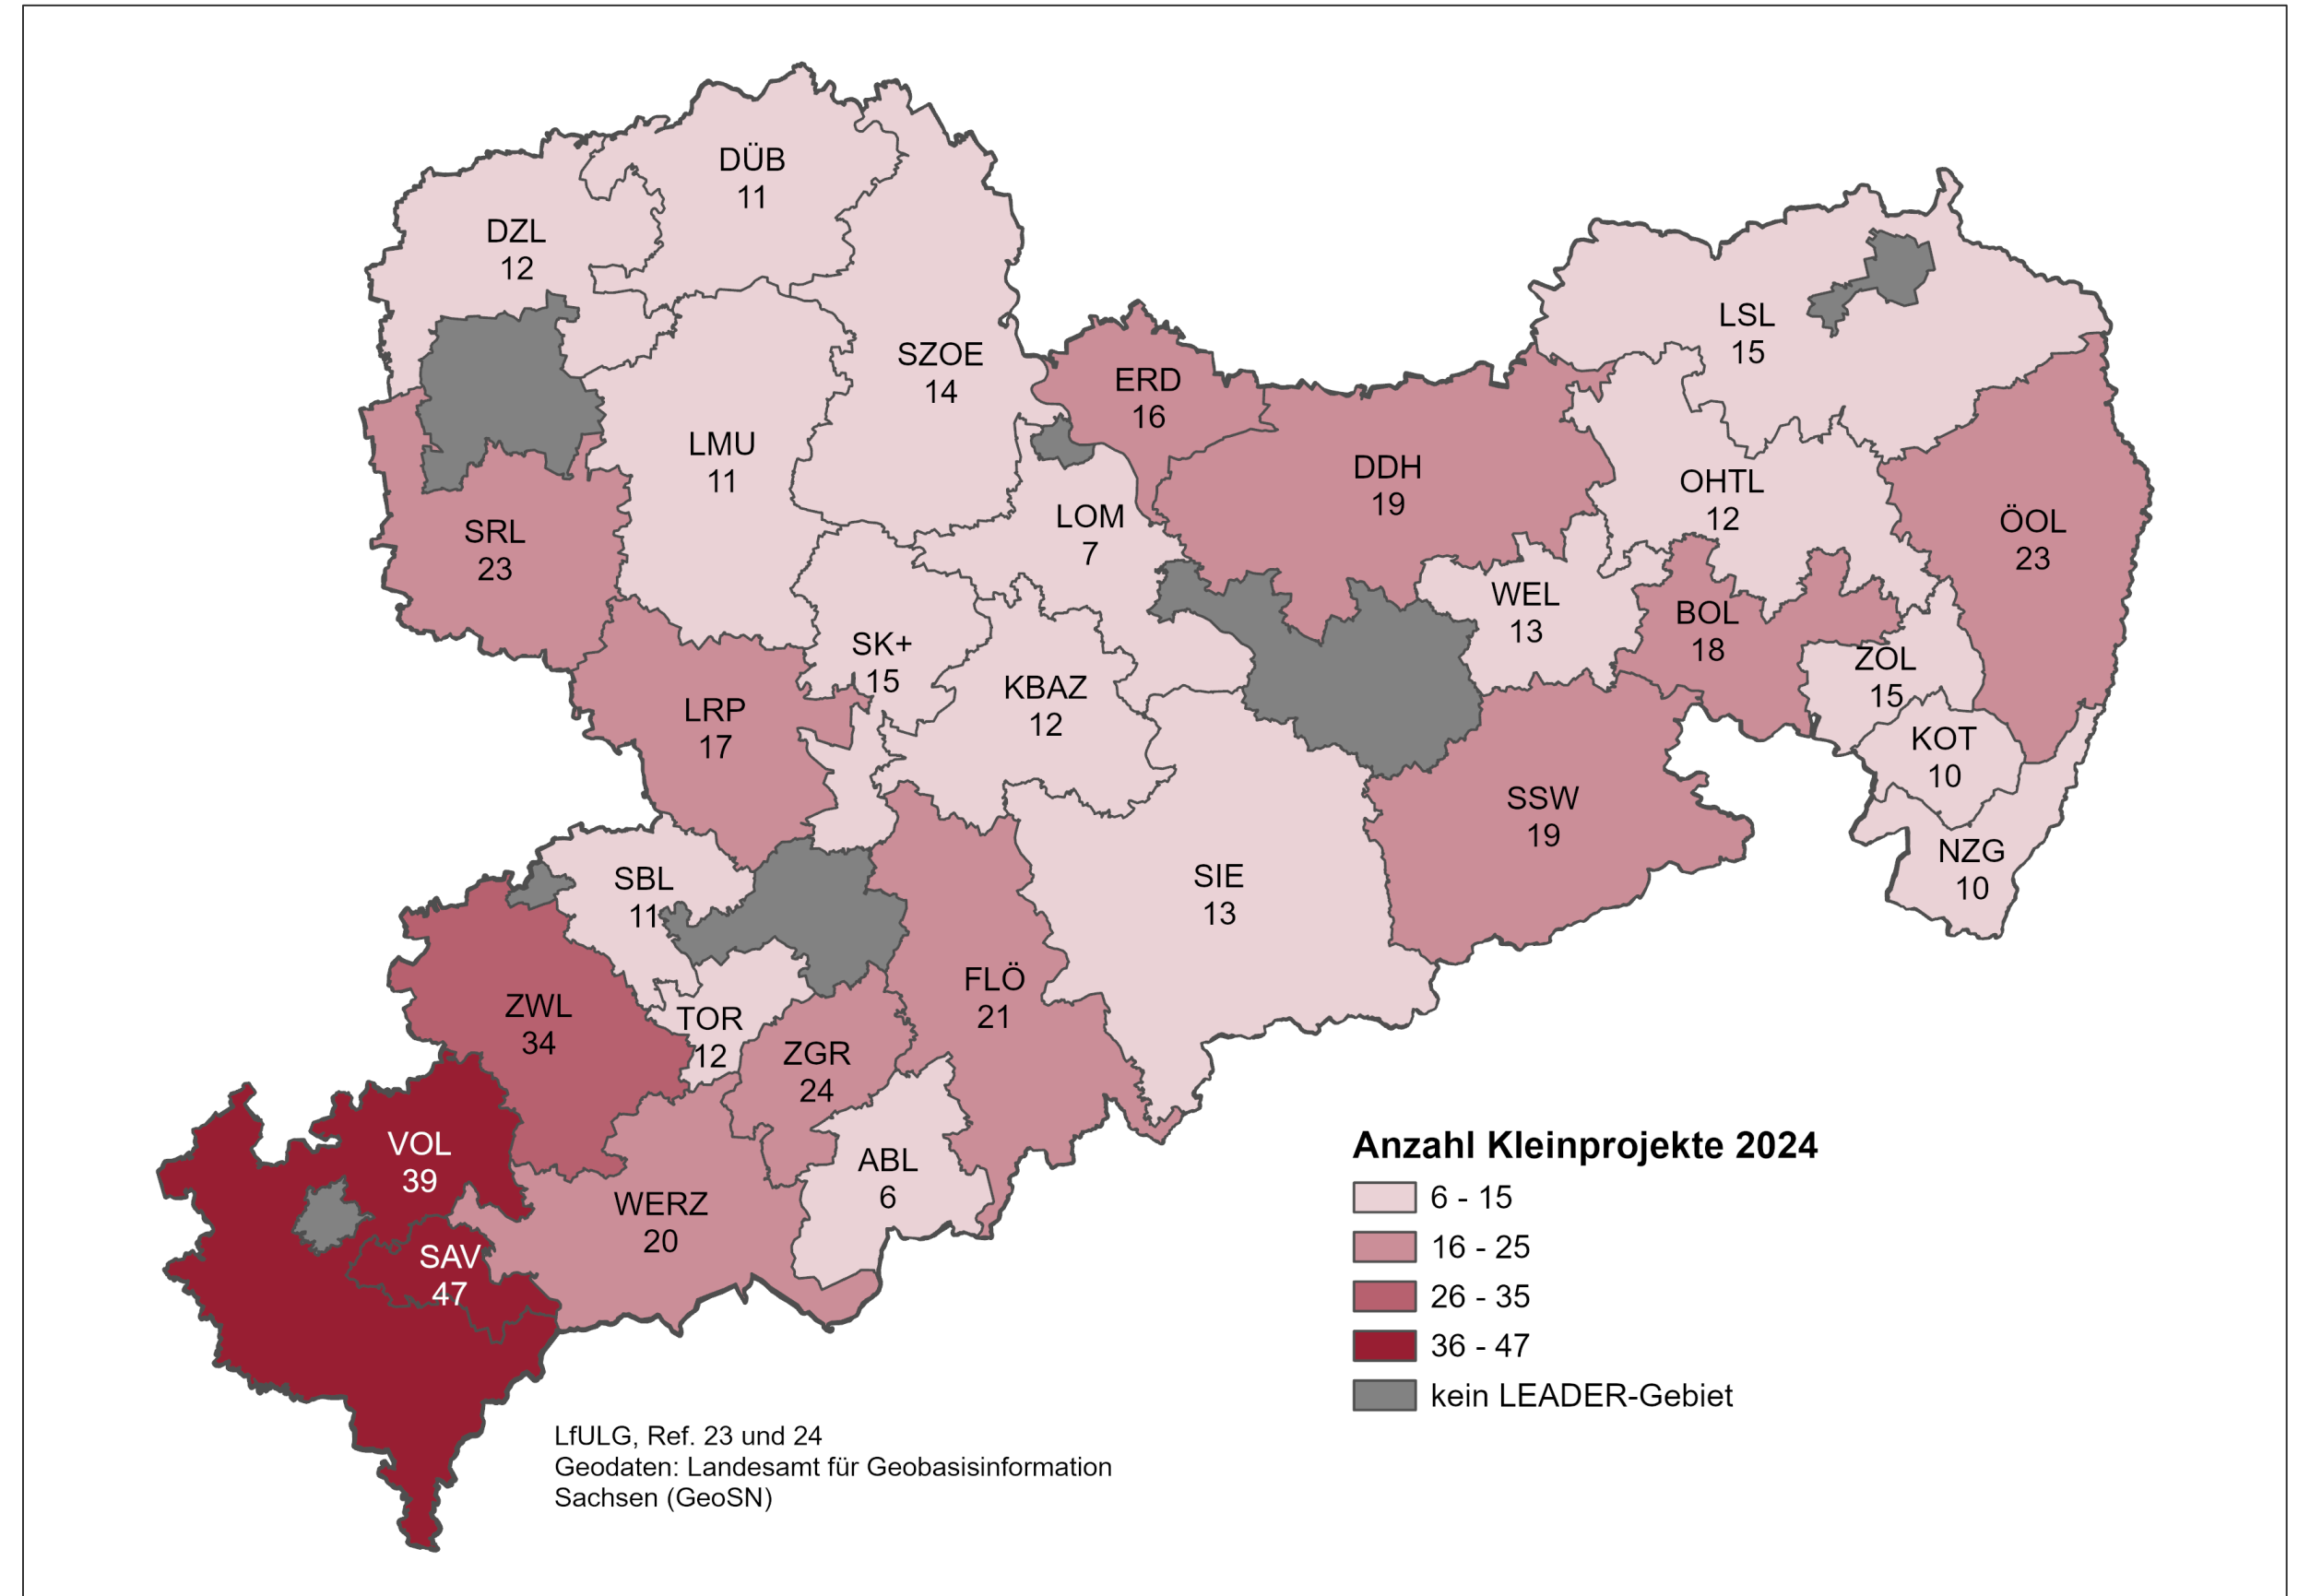 DÜB
11
DZL
12
LSL
15
SZOE
14
ERD
16
LMU
11
DDH
19
OHTL
12
SRL
23
LOM
7
ÖOL
23
WEL
13
BOL
18
SK+
15
ZOL
15
KBAZ
12
LRP
17
KOT
10
SSW
19
NZG
10
SBL
11
SIE
13
FLÖ
21
ZWL
34
TOR
12
ZGR
24
VOL
39
ABL
6
WERZ
20
SAV
47
Anzahl Kleinprojekte 2024
6 - 15
16 - 25
26 - 35
36 - 47
kein LEADER-Gebiet
LfULG, Ref. 23 und 24
Geodaten: Landesamt für Geobasisinformation
Sachsen (GeoSN)